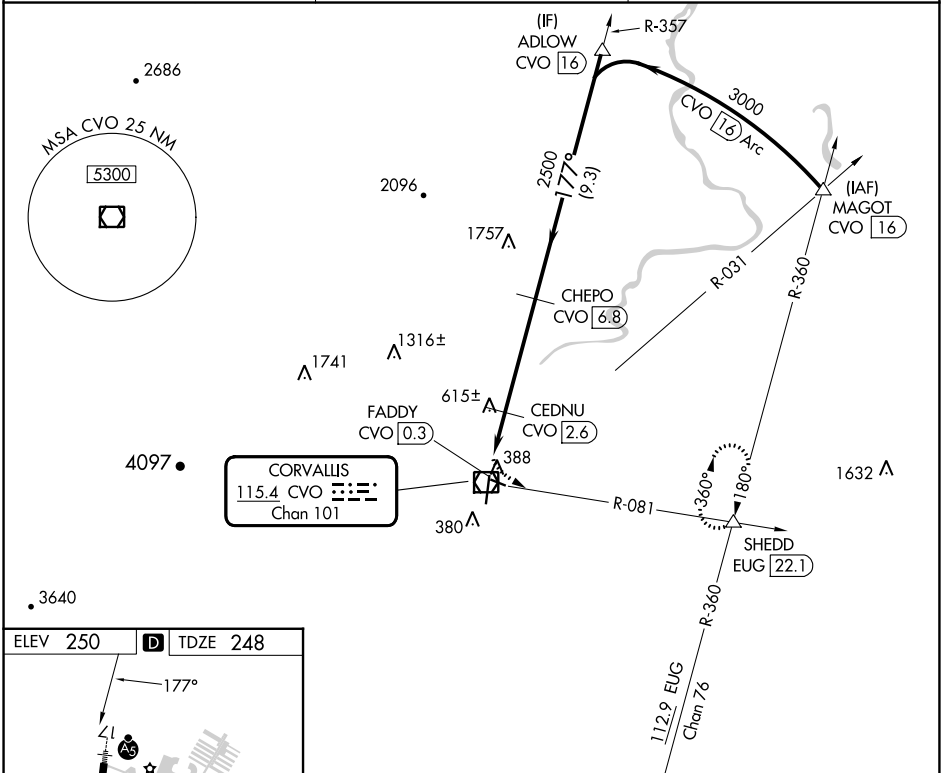 (IF)
ADLOW
CVO 16
R-357
2686
MSA CVO 25 NM
5300
3000
CVO 16 Arc
2500
177°
(9.3)
2096
1757
(IAF)
MAGOT
CVO 16
R-031
R-360
CHEPO
CVO 6.8
1316±
1741
615±
FADDY
CVO 0.3
CEDNU
CVO 2.6
4097
388
CORVALLIS
115.4 CVO
Chan 101
380
R-081
360°
180°
1632
SHEDD
EUG 22.1
3640
R-360
112.9 EUG
Chan 76
ELEV 250 D TDZE 248
177°
17
A5